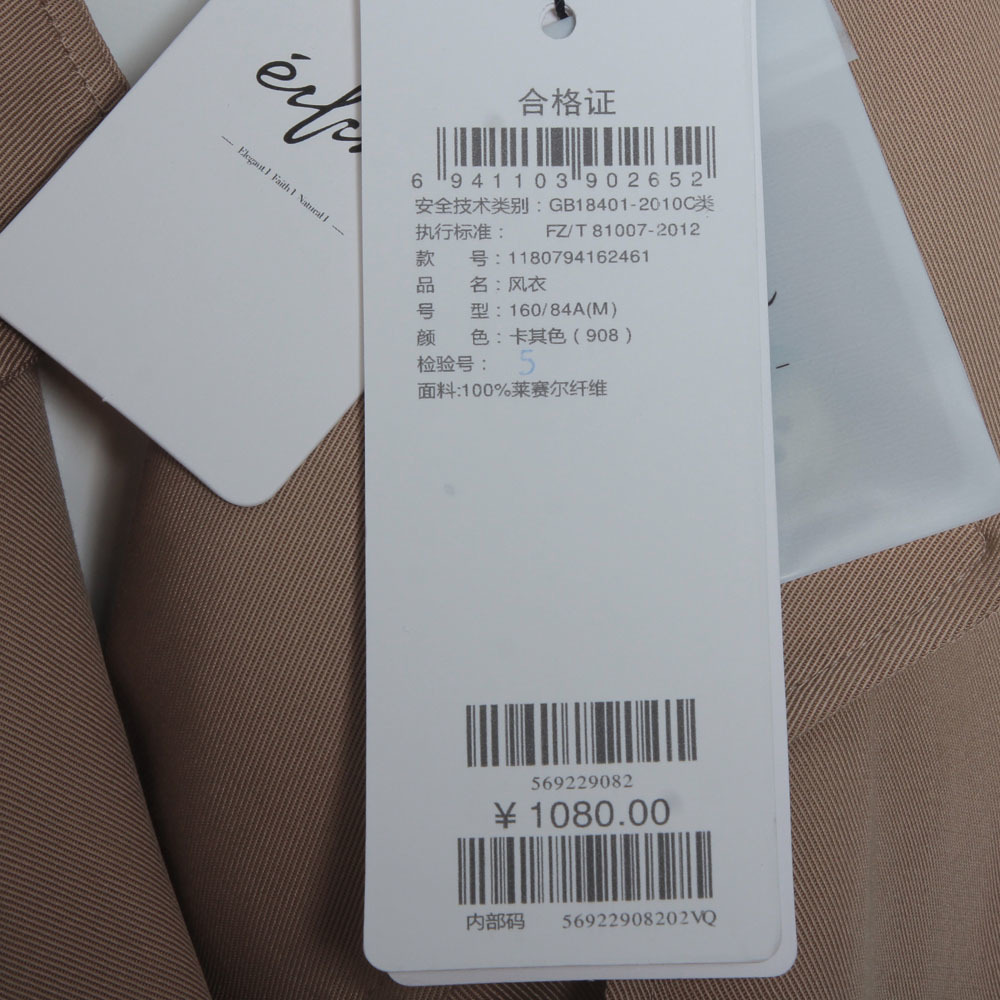 Elegant | Faith | Natural |
合格证
6 941103 902652
安全技术类别：GB18401-2010C类
执行标准： FZ/T 81007-2012
款 号：1180794162461
品 名：风衣
号 型：160/84A(M)
颜 色：卡其色（908）
检验号： 5
面料:100%莱赛尔纤维
569229082
¥ 1080.00
内部码 56922908202VQ